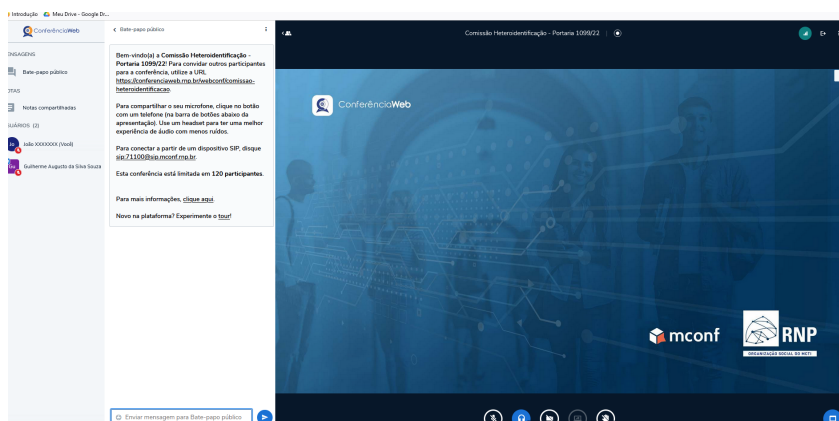 Introdução Meu Drive - Google Dr...
ConferênciaWeb
ENSAGENS
Bate-papo público
OTAS
Notas compartilhadas
SUÁRIOS (2)
Jo João XXXXXXX (Você)
Gu Guilherme Augusto da Silva Souza
Bate-papo público
Bem-vindo(a) a Comissão Heteroidentificação -
Portaria 1099/22! Para convidar outros participantes
para a conferência, utilize a URL
https://conferenciaweb.rnp.br/webconf/comissao-
heteroidentificacao.
Para compartilhar o seu microfone, clique no botão
com um telefone (na barra de botões abaixo da
apresentação). Use um headset para ter uma melhor
experiência de áudio com menos ruídos.
Para conectar a partir de um dispositivo SIP, disque
sip:71100@vip.mconf.rnp.br.
Esta conferência está limitada em 120 participantes.
Para mais informações, clique aqui.
Novo na plataforma? Experimente o tour!
Enviar mensagem para Bate-papo público
Comissão Heteroidentificação - Portaria 1099/22
ConferênciaWeb
mconf
RNP
ORGANIZAÇÃO SOCIAL DO MCTI